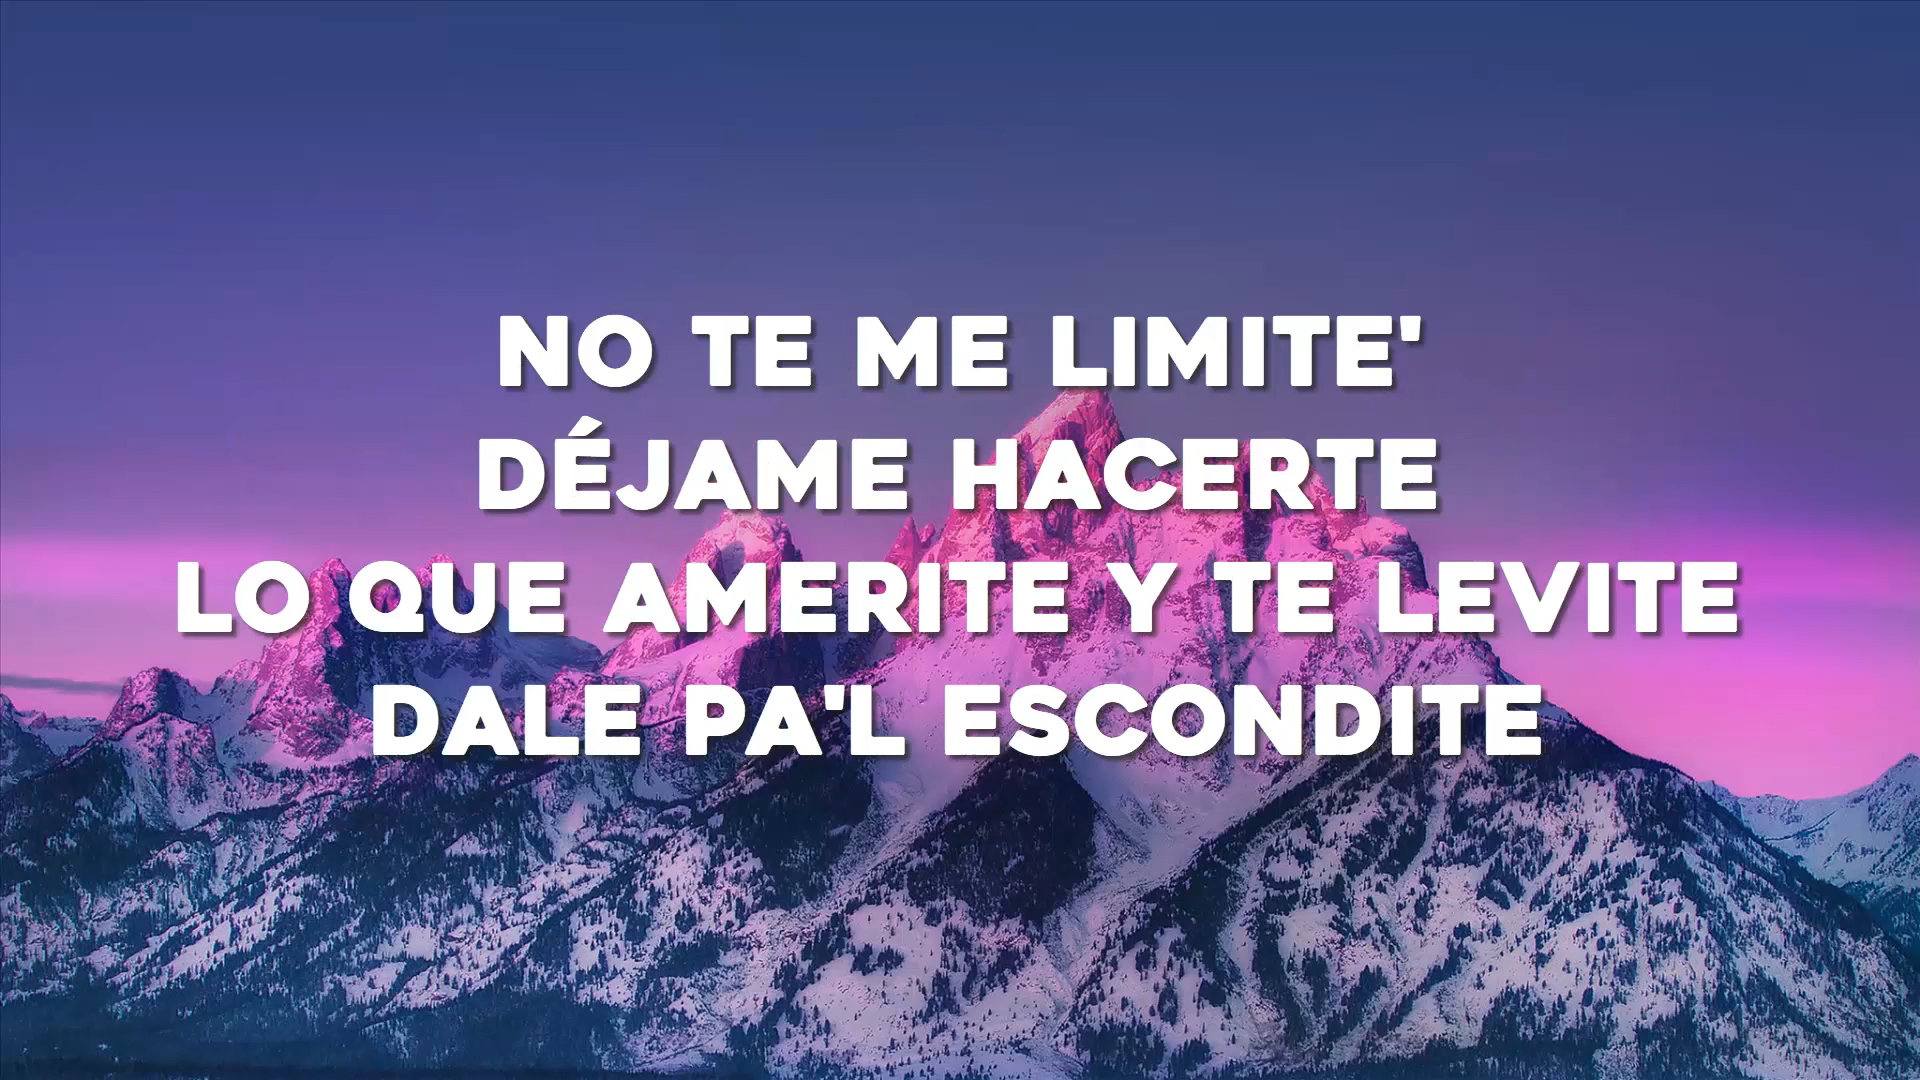 NO TE ME LIMITE'
DÉJAME HACERTE
LO QUE AMERITE Y TE LEVITE
DALE PA'L ESCONDITE